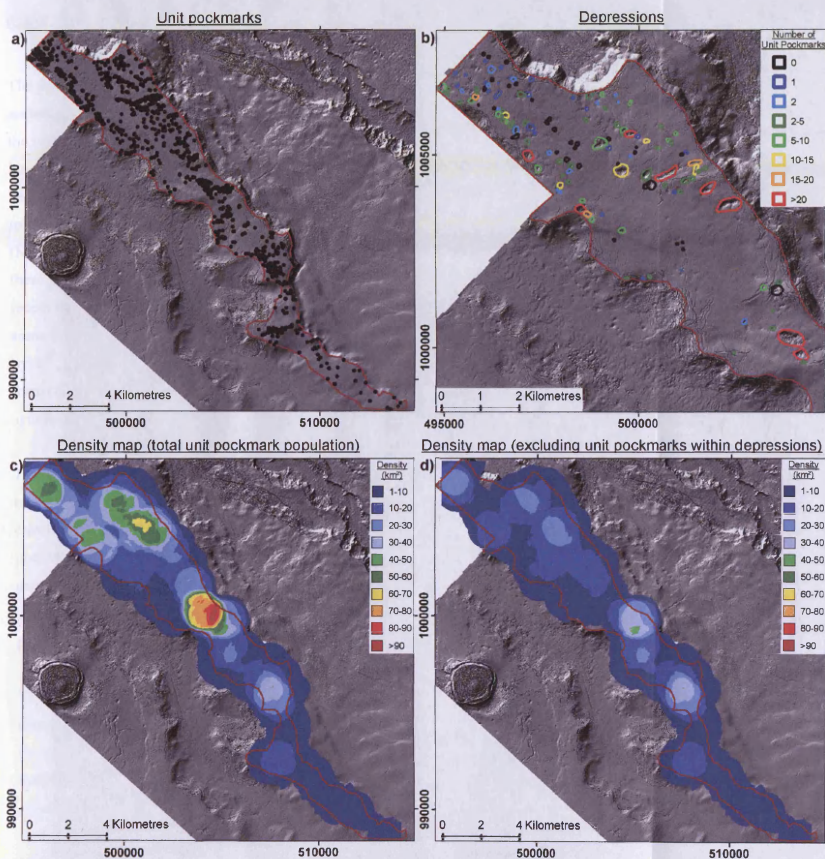 Unit pockmarks
a)
1000000
990000
0 2 4 Kilometres
500000
510000
Depressions
b)
Number of
Unit Pockmarks
0
1
2
2-5
5-10
10-15
15-20
>20
1005000
1000000
0 1 2 Kilometres
495000
500000
Density map (total unit pockmark population)
c)
Density
(km²)
1-10
10-20
20-30
30-40
40-50
50-60
60-70
70-80
80-90
>90
1000000
990000
0 2 4 Kilometres
500000
510000
Density map (excluding unit pockmarks within depressions)
d)
Density
(km²)
1-10
10-20
20-30
30-40
40-50
50-60
60-70
70-80
80-90
>90
1000000
990000
0 2 4 Kilometres
500000
510000